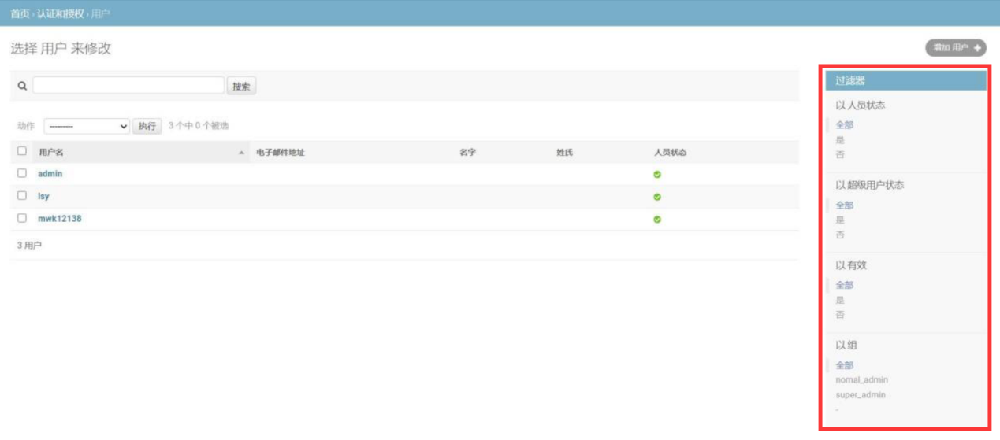 首页 › 认证和授权 › 用户
选择 用户 来修改
增加 用户 +
搜索
动作 --------- 执行 3 个中 0 个被选
用户名 电子邮件地址 名字 姓氏 人员状态
admin
lsy
mwk12138
3 用户
过滤器
以 人员状态
全部
是
否
以 超级用户状态
全部
是
否
以 有效
全部
是
否
以 组
全部
nomal_admin
super_admin
-